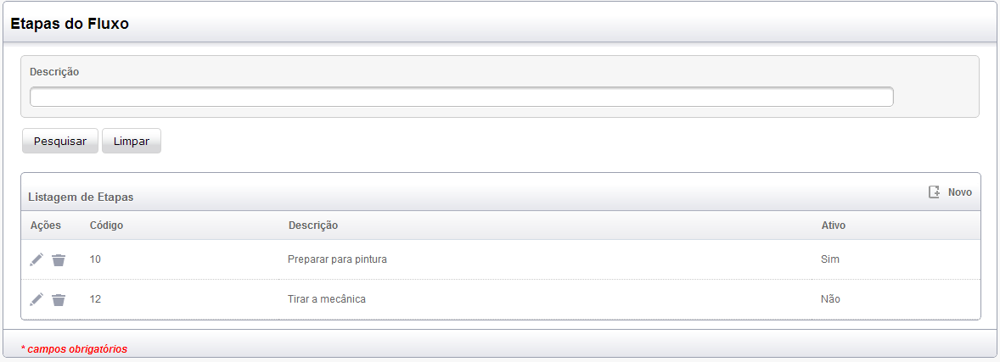 Etapas do Fluxo
Descrição
Pesquisar Limpar
Listagem de Etapas Novo
Ações Código Descrição Ativo
10 Preparar para pintura Sim
12 Tirar a mecânica Não
* campos obrigatórios